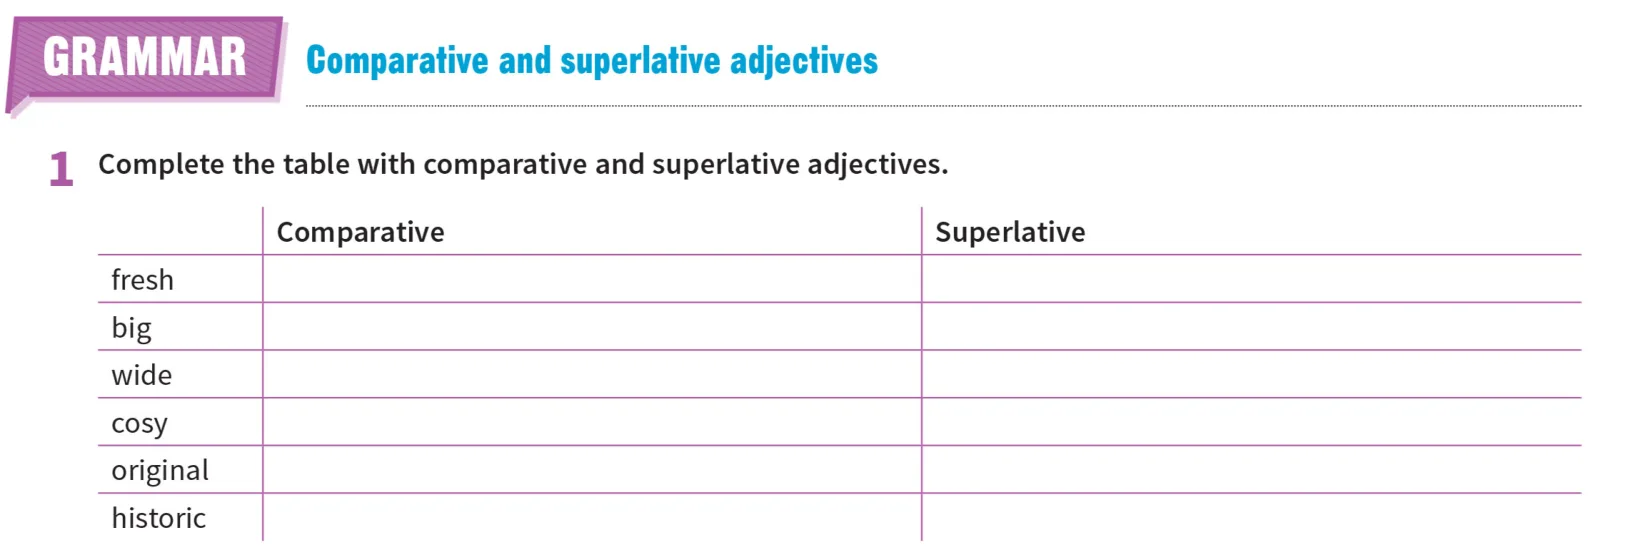 GRAMMAR Comparative and superlative adjectives
1 Complete the table with comparative and superlative adjectives.
Comparative Superlative
fresh
big
wide
cosy
original
historic